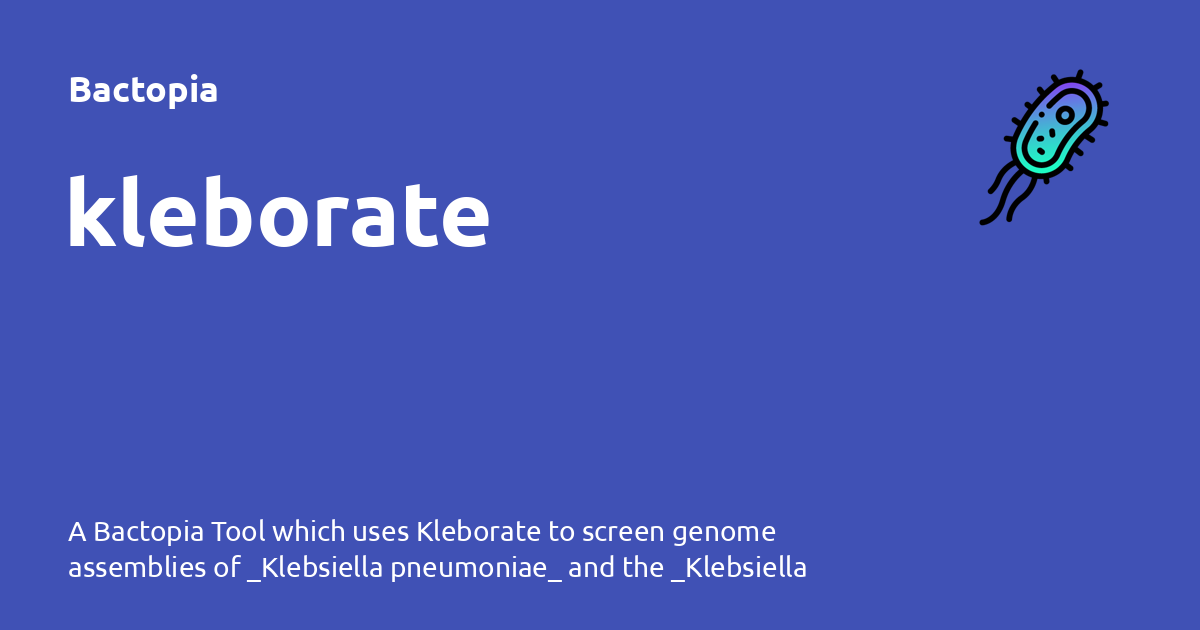 Bactopia
kleborate
A Bactopia Tool which uses Kleborate to screen genome
assemblies of _Klebsiella pneumoniae_ and the _Klebsiella